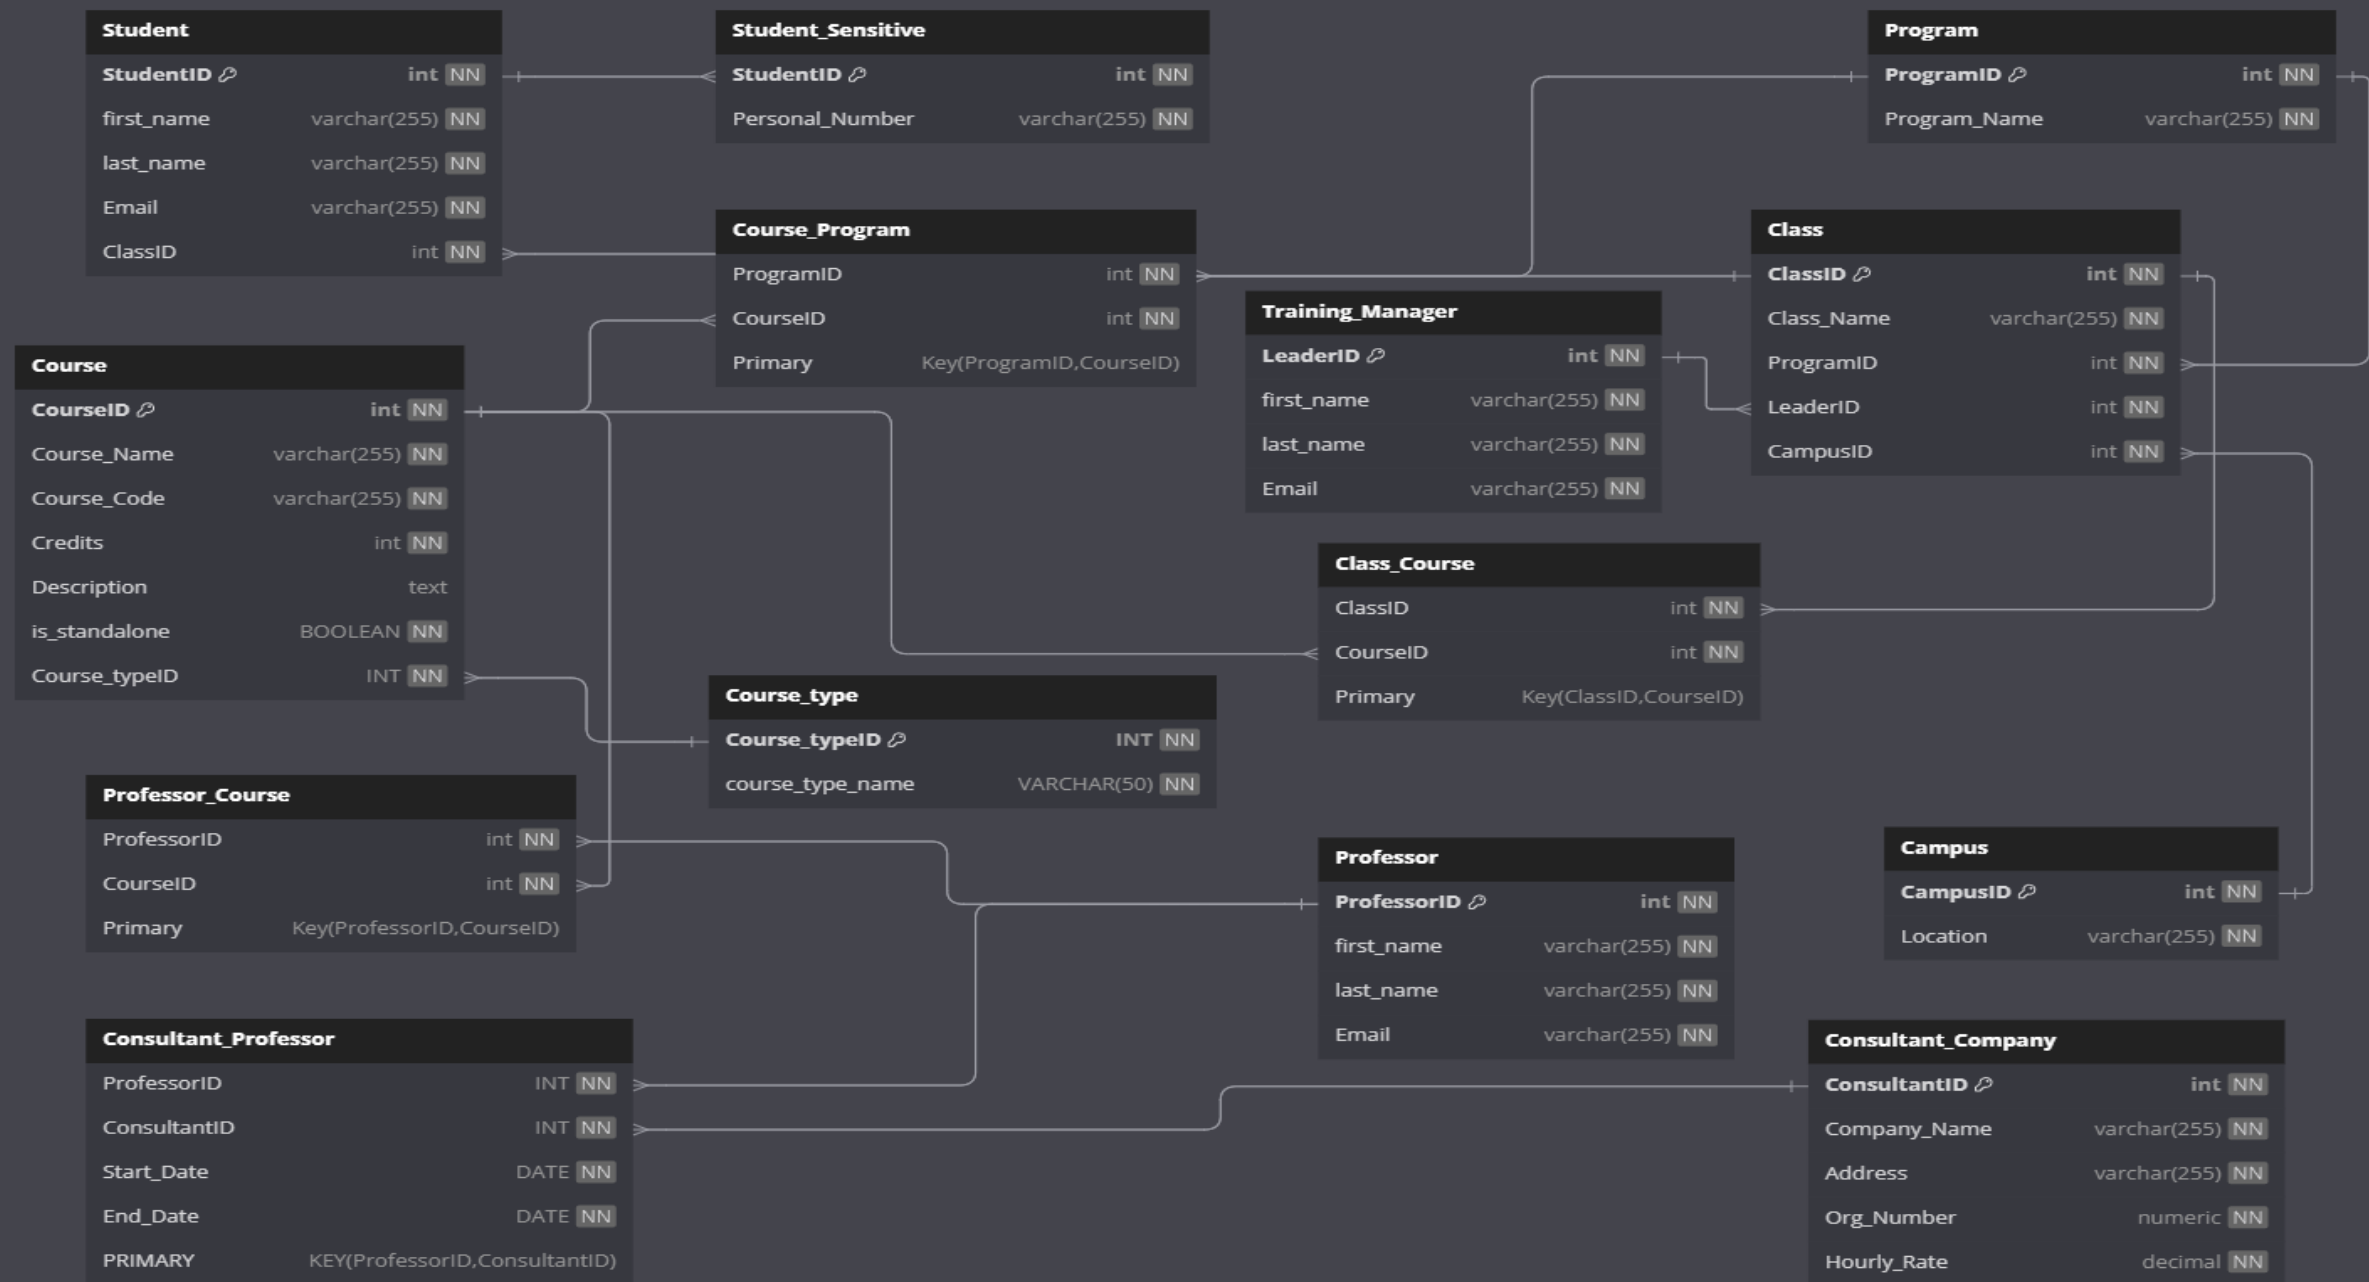 Student
StudentID int NN
first_name varchar(255) NN
last_name varchar(255) NN
Email varchar(255) NN
ClassID int NN
Student_Sensitive
StudentID int NN
Personal_Number varchar(255) NN
Program
ProgramID int NN
Program_Name varchar(255) NN
Course_Program
ProgramID int NN
CourseID int NN
Primary Key(ProgramID,CourseID)
Class
ClassID int NN
Class_Name varchar(255) NN
ProgramID int NN
LeaderID int NN
CampusID int NN
Training_Manager
LeaderID int NN
first_name varchar(255) NN
last_name varchar(255) NN
Email varchar(255) NN
Course
CourseID int NN
Course_Name varchar(255) NN
Course_Code varchar(255) NN
Credits int NN
Description text
is_standalone BOOLEAN NN
Course_typeID INT NN
Class_Course
ClassID int NN
CourseID int NN
Primary Key(ClassID,CourseID)
Course_type
Course_typeID INT NN
course_type_name VARCHAR(50) NN
Professor_Course
ProfessorID int NN
CourseID int NN
Primary Key(ProfessorID,CourseID)
Professor
ProfessorID int NN
first_name varchar(255) NN
last_name varchar(255) NN
Email varchar(255) NN
Campus
CampusID int NN
Location varchar(255) NN
Consultant_Professor
ProfessorID INT NN
ConsultantID INT NN
Start_Date DATE NN
End_Date DATE NN
PRIMARY KEY(ProfessorID,ConsultantID)
Consultant_Company
ConsultantID int NN
Company_Name varchar(255) NN
Address varchar(255) NN
Org_Number numeric NN
Hourly_Rate decimal NN